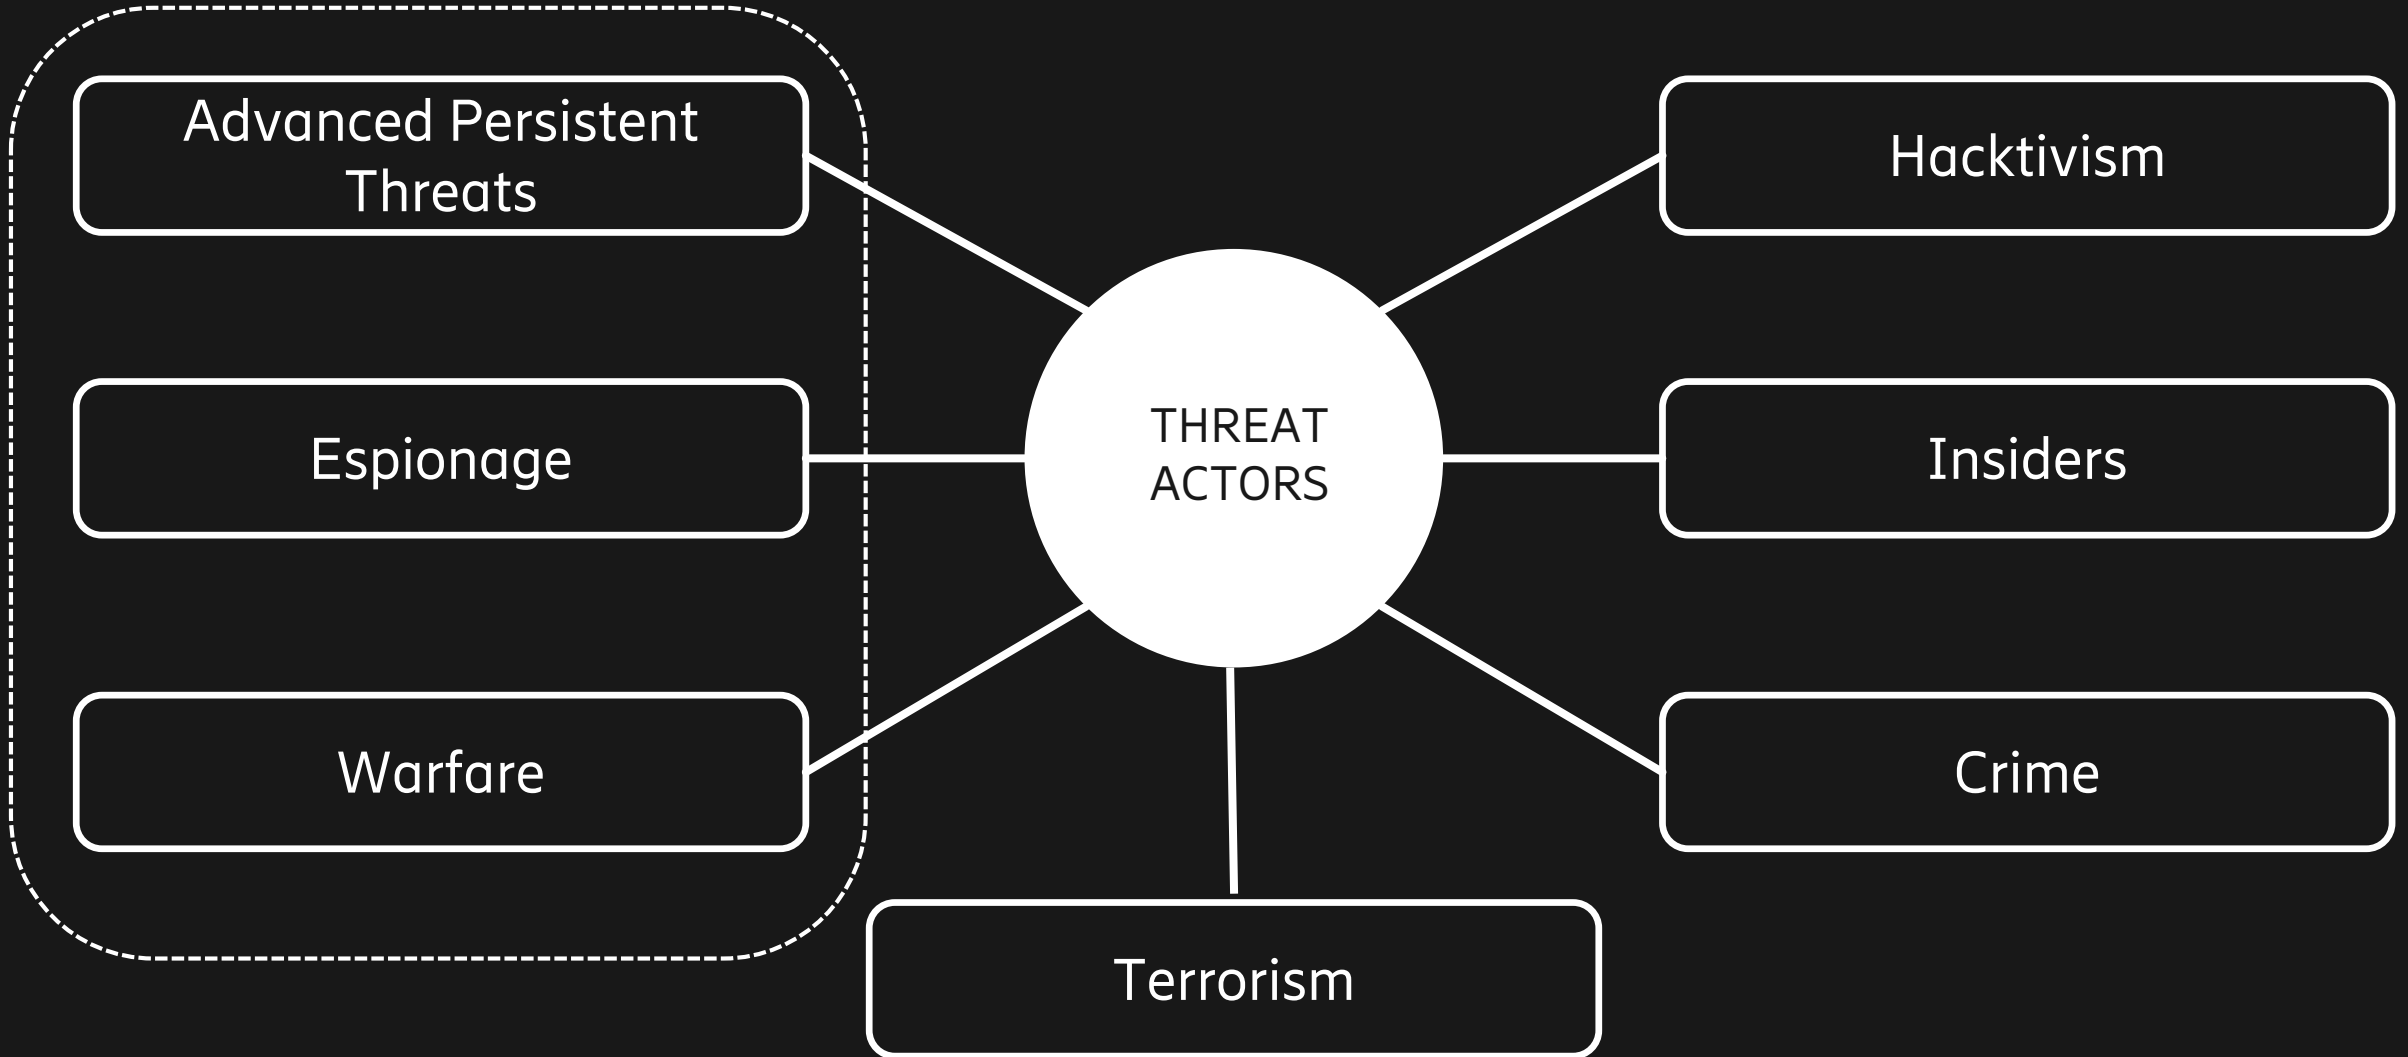 Advanced Persistent
Threats
Hacktivism
THREAT
ACTORS
Espionage
Insiders
Warfare
Crime
Terrorism